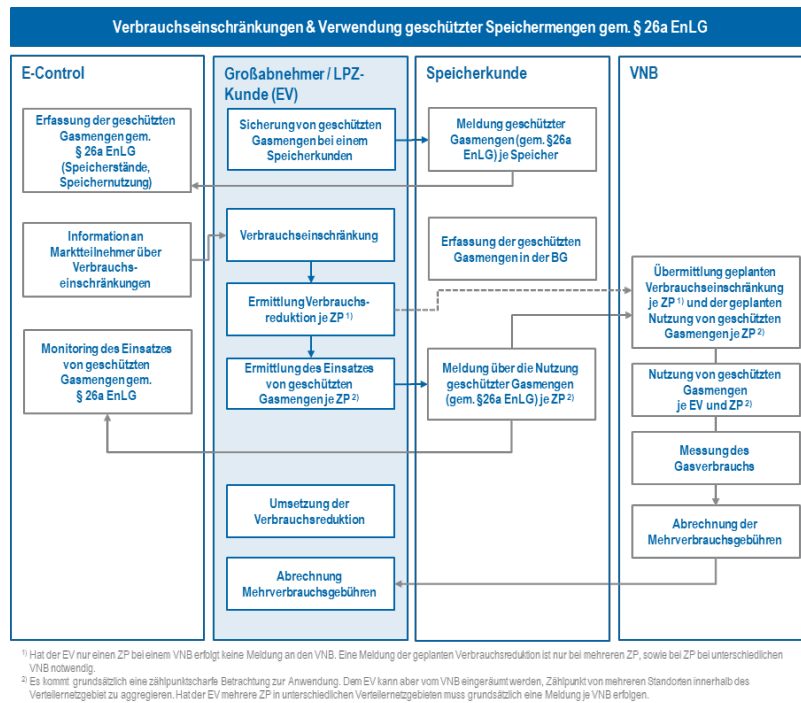 Verbrauchseinschränkungen & Verwendung geschützter Speichermengen gem. § 26a EnLG
E-Control
Erfassung der geschützten
Gasmengen gem.
§ 26a EnLG
(Speicherstände,
Speichernutzung)
Information an
Marktteilnehmer über
Verbrauchs-
einschränkungen
Monitoring des Einsatzes
von geschützten
Gasmengen gem.
§ 26a EnLG
Großabnehmer / LPZ-
Kunde (EV)
Sicherung von geschützten
Gasmengen bei einem
Speicherkunden
Verbrauchseinschränkung
Ermittlung Verbrauchs-
reduktion je ZP 1)
Ermittlung des Einsatzes
von geschützten
Gasmengen je ZP 2)
Umsetzung der
Verbrauchsreduktion
Abrechnung
Mehrverbrauchsgebühren
Speicherkunde
Meldung geschützter
Gasmengen (gem. §26a
EnLG) je Speicher
Erfassung der geschützten
Gasmengen in der BG
Meldung über die Nutzung
geschützter Gasmengen
(gem. §26a EnLG) je ZP 2)
VNB
Übermittlung geplanten
Verbrauchseinschränkung
je ZP 1) und der geplanten
Nutzung von geschützten
Gasmengen je ZP 2)
Nutzung von geschützten
Gasmengen
je EV und ZP 2)
Messung des
Gasverbrauchs
Abrechnung der
Mehrverbrauchsgebühren
1) Hat der EV nur einen ZP bei einem VNB erfolgt keine Meldung an den VNB. Eine Meldung der geplanten Verbrauchsreduktion ist nur bei mehreren ZP, sowie bei ZP bei unterschiedlichen
VNB notwendig.
2) Es kommt grundsätzlich eine zählpunktscharfe Betrachtung zur Anwendung. Dem EV kann aber vom VNB eingeräumt werden, Zählpunkt von mehreren Standorten innerhalb des
Verteilernetzgebiet zu aggregieren. Hat der EV mehrere ZP in unterschiedlichen Verteilernetzgebieten muss grundsätzlich eine Meldung je VNB erfolgen.